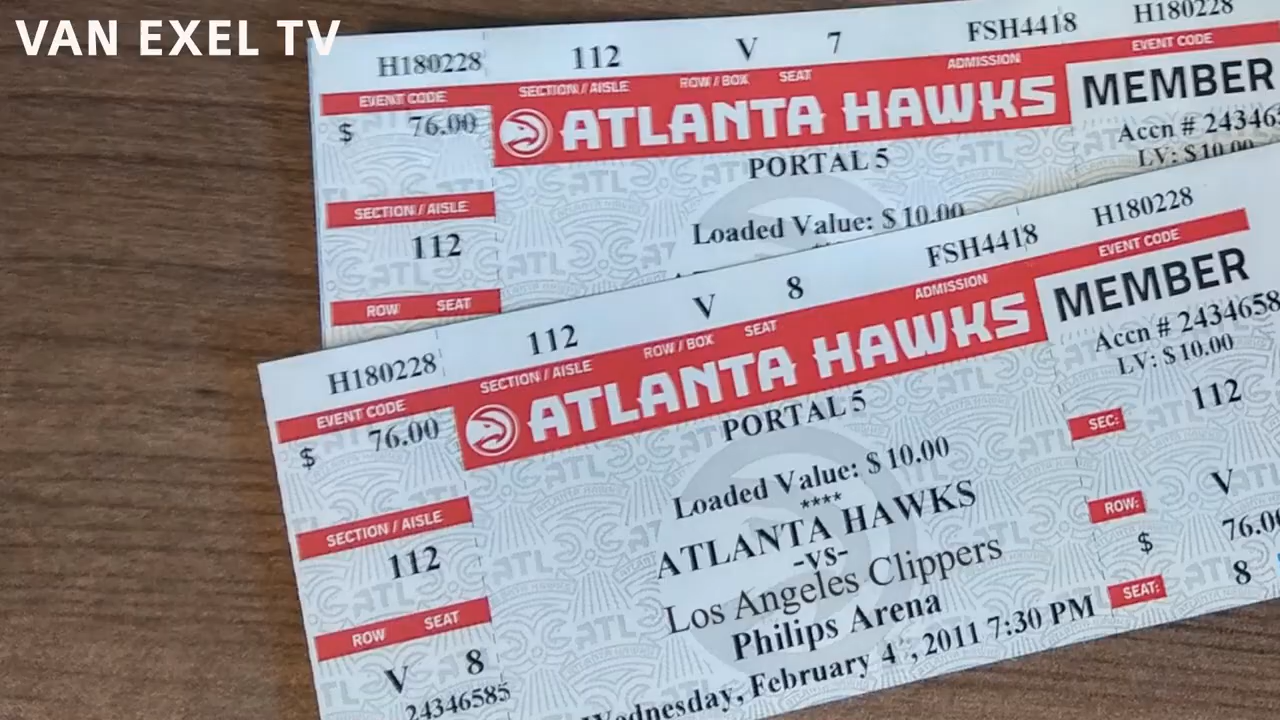 VAN EXEL TV
H180228 112 V 7 FSH4418 H180228
EVENT CODE SECTION / AISLE ROW / BOX SEAT ADMISSION EVENT CODE
$ 76.00 ATLANTA HAWKS MEMBER
PORTAL 5 Accn #
LV: $ 10.00
SECTION / AISLE
112 Loaded Value: $ 10.00
ROW SEAT
H180228 112 V 8 FSH4418 H180228
EVENT CODE SECTION / AISLE ROW / BOX SEAT ADMISSION EVENT CODE
$ 76.00 ATLANTA HAWKS MEMBER
PORTAL 5 Accn # 2434658
LV: $ 10.00
SECTION / AISLE Loaded Value: $ 10.00 SEC: 112
112 ****
ATLANTA HAWKS
-vs- ROW: V
Los Angeles Clippers $ 76.00
ROW SEAT Philips Arena SEAT: 8
V 8 February 4, 2011 7:30 PM
24346585